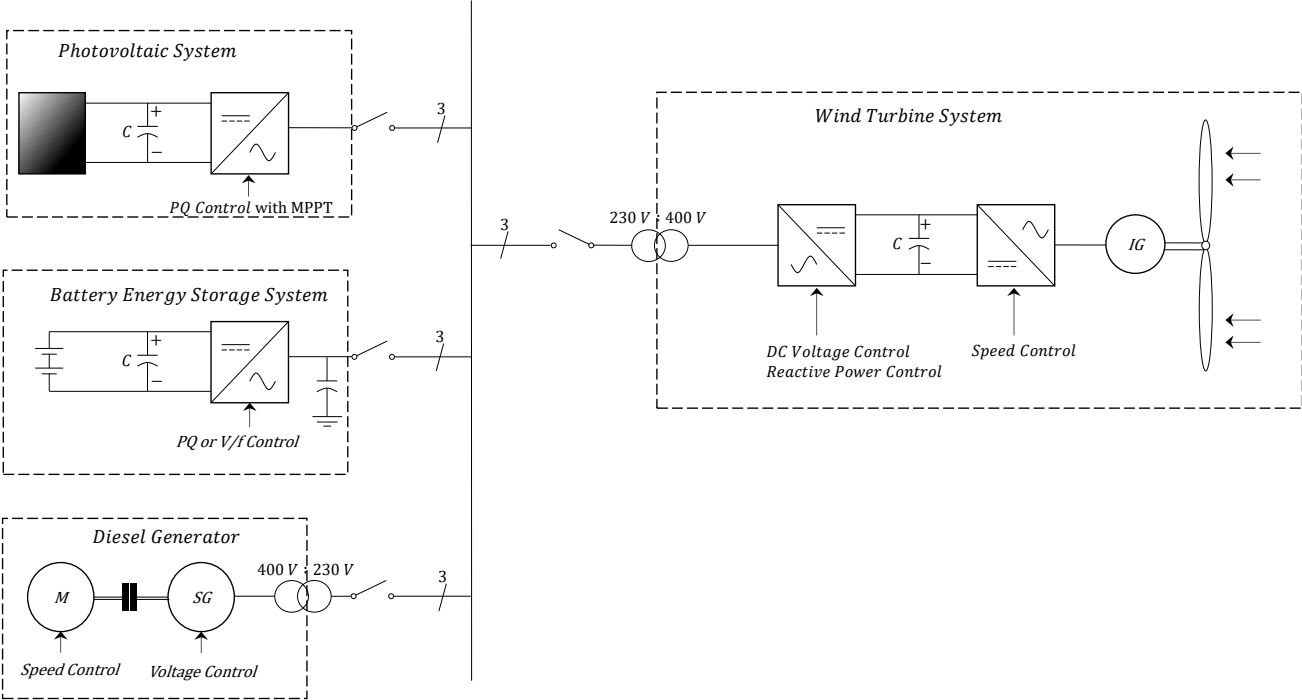 Photovoltaic System
+
C
−
3
PQ Control with MPPT
Battery Energy Storage System
+
C
−
3
PQ or V/f Control
Diesel Generator
400 V : 230 V
3
M
SG
Speed Control
Voltage Control
Wind Turbine System
3
230 V : 400 V
+
C
−
IG
DC Voltage Control
Reactive Power Control
Speed Control